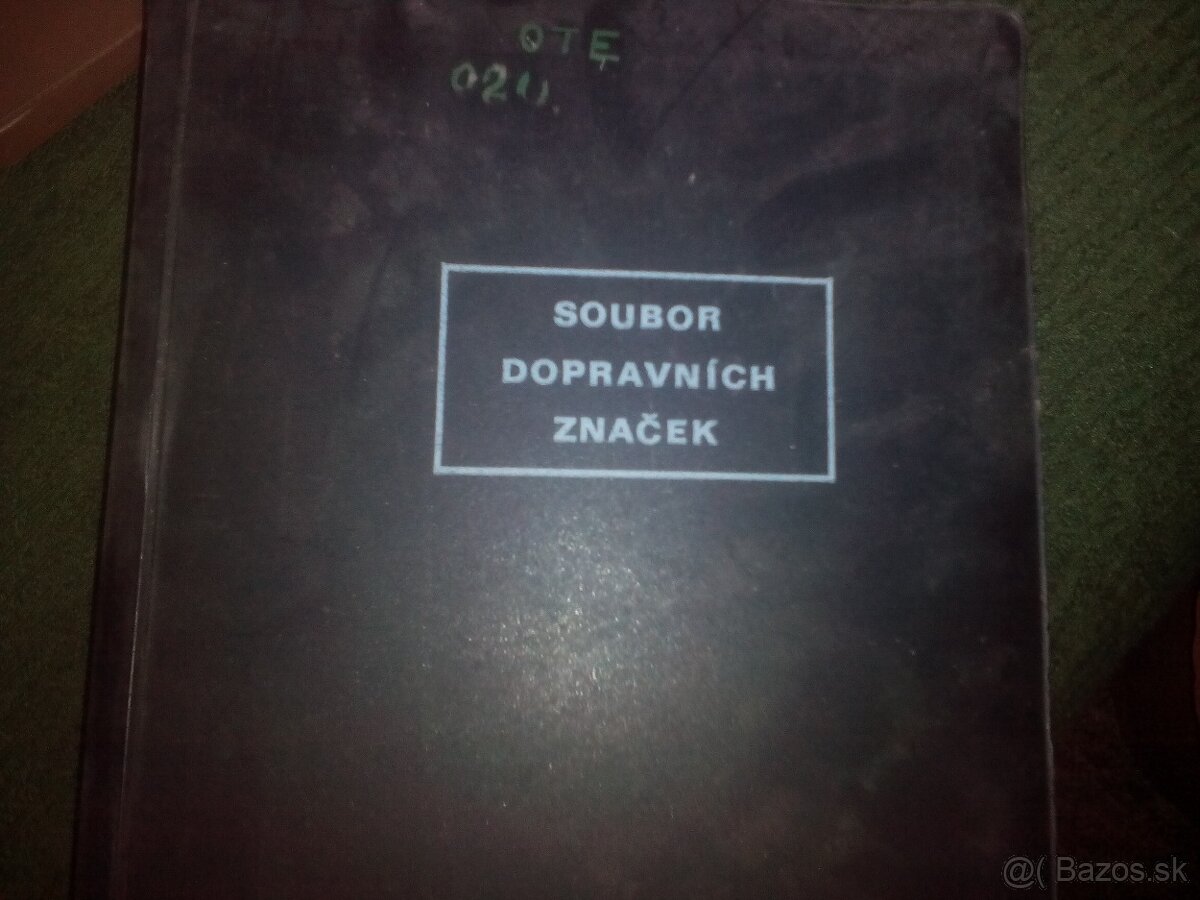 OTE
020
SOUBOR
DOPRAVNÍCH
ZNAČEK
@( Bazos.sk